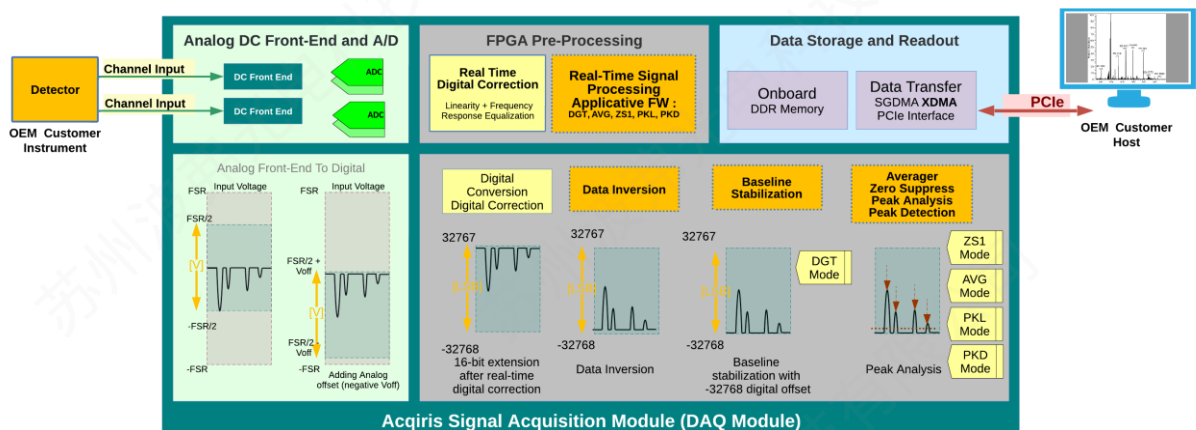 Analog DC Front-End and A/D
FPGA Pre-Processing
Data Storage and Readout
Detector
OEM Customer
Instrument
Channel Input
Channel Input
DC Front End
DC Front End
ADC
ADC
Real Time
Digital Correction
Linearity + Frequency
Response Equalization
Real-Time Signal
Processing
Applicative FW :
DGT, AVG, ZS1, PKL, PKD
Onboard
DDR Memory
Data Transfer
SGDMA XDMA
PCIe Interface
PCIe
OEM Customer
Host
Analog Front-End To Digital
FSR
Input Voltage
FSR/2
[V]
-FSR/2
-FSR
FSR
Input Voltage
FSR/2 +
Voff
[V]
FSR/2 -
Voff
-FSR
Adding Analog
offset (negative Voff)
Digital
Conversion
Digital Correction
32767
[LSB]
-32768
16-bit extension
after real-time
digital correction
Data Inversion
32767
[LSB]
-32768
Data Inversion
Baseline
Stabilization
32767
[LSB]
-32768
DGT
Mode
Baseline
stabilization with
-32768 digital offset
Averager
Zero Suppress
Peak Analysis
Peak Detection
Peak Analysis
ZS1
Mode
AVG
Mode
PKL
Mode
PKD
Mode
Acqiris Signal Acquisition Module (DAQ Module)